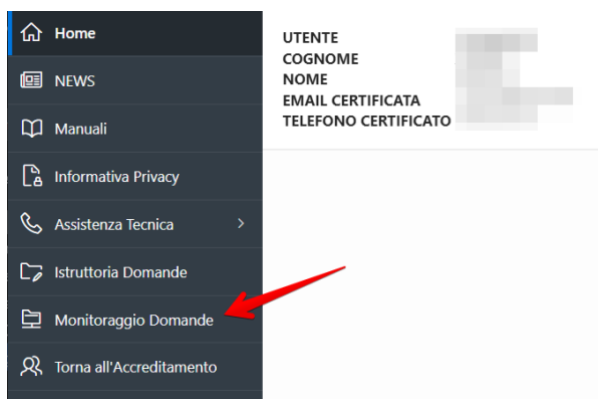 Home
NEWS
Manuali
Informativa Privacy
Assistenza Tecnica
Istruttoria Domande
Monitoraggio Domande
Torna all'Accreditamento
UTENTE
COGNOME
NOME
EMAIL CERTIFICATA
TELEFONO CERTIFICATO